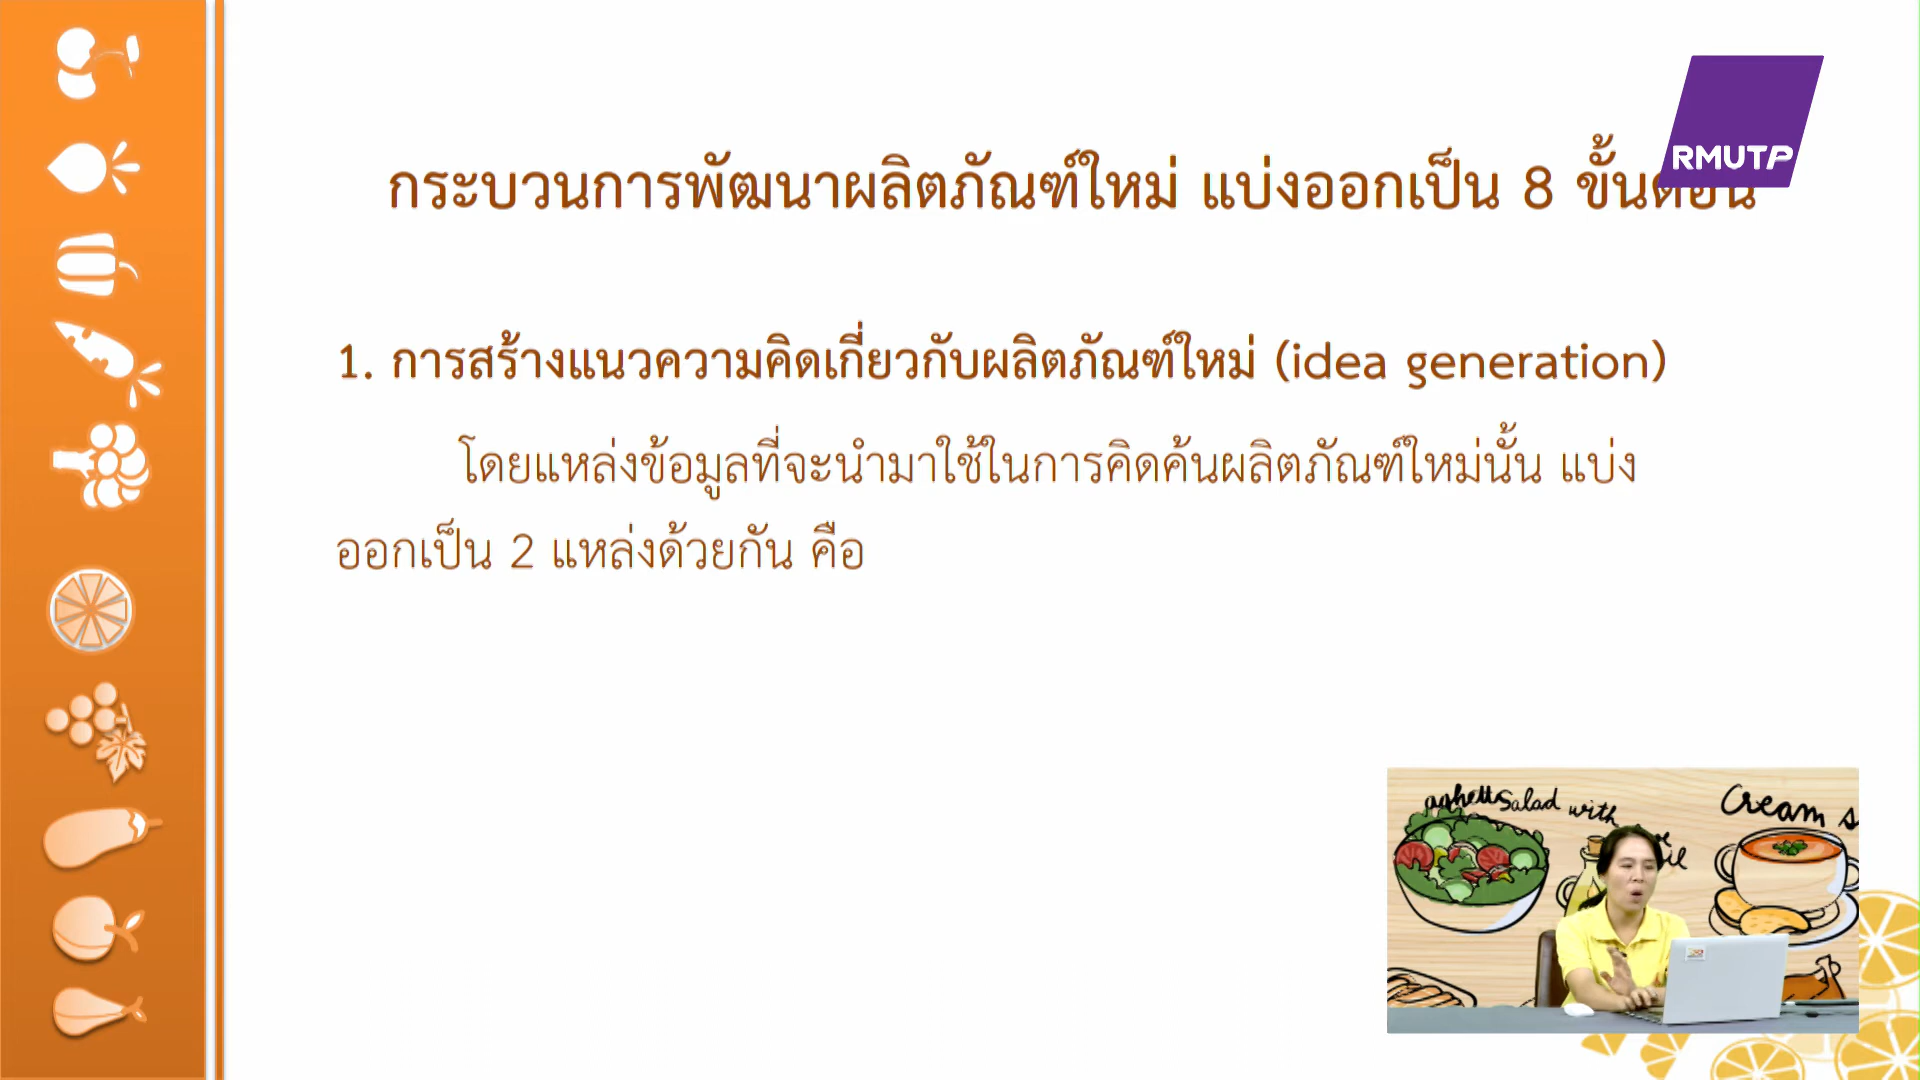 RMUTP
กระบวนการพัฒนาผลิตภัณฑ์ใหม่ แบ่งออกเป็น 8 ขั้นตอน
1. การสร้างแนวความคิดเกี่ยวกับผลิตภัณฑ์ใหม่ (idea generation)
โดยแหล่งข้อมูลที่จะนำมาใช้ในการคิดค้นผลิตภัณฑ์ใหม่นั้น แบ่ง
ออกเป็น 2 แหล่งด้วยกัน คือ
Salad with
Cream s